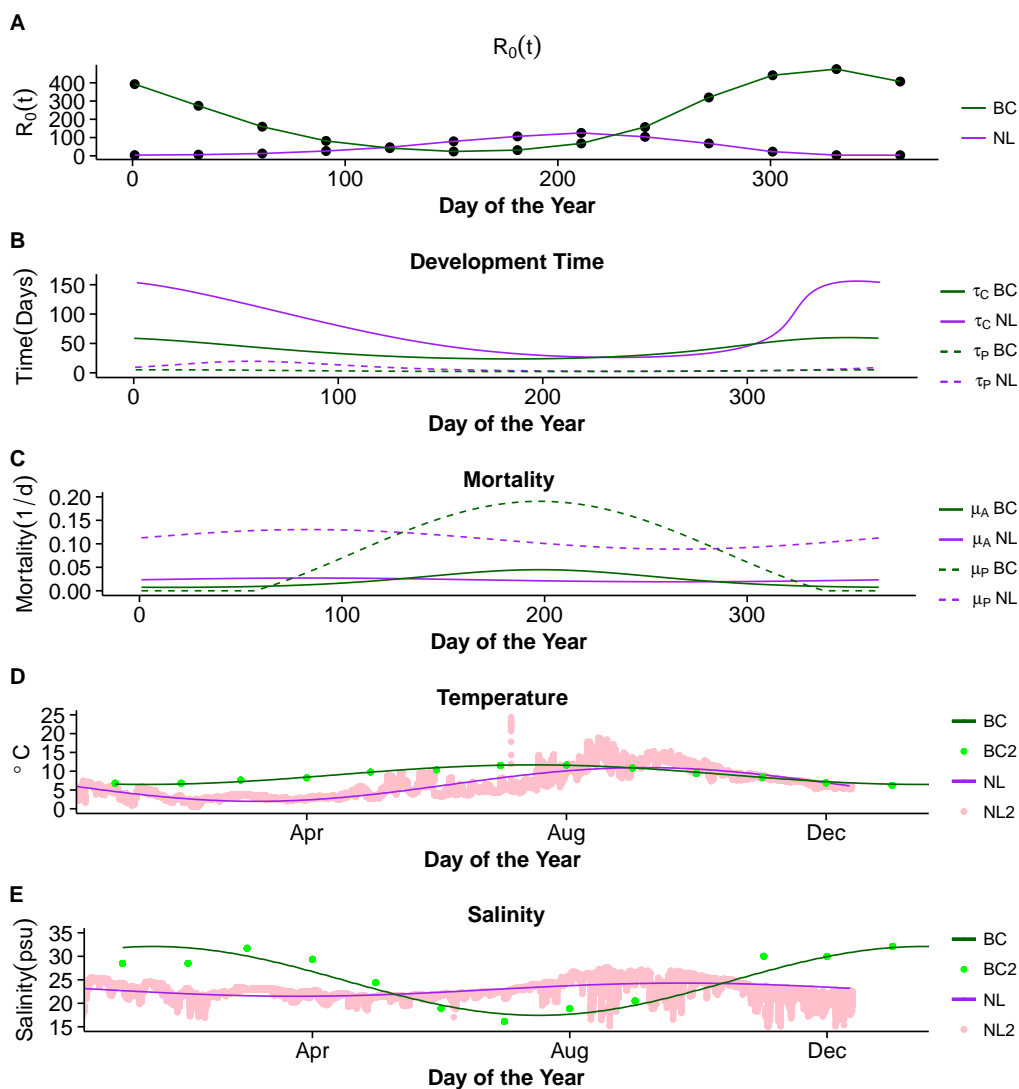 A
R₀(t)
R₀(t)
400
300
200
100
0
0 100 200 300
Day of the Year
BC
NL
B
Development Time
Time(Days)
150
100
50
0
0 100 200 300
Day of the Year
τC BC
τC NL
τP BC
τP NL
C
Mortality
Mortality(1/d)
0.20
0.15
0.10
0.05
0.00
0 100 200 300
Day of the Year
μA BC
μA NL
μP BC
μP NL
D
Temperature
° C
25
20
15
10
5
0
Apr Aug Dec
Day of the Year
BC
BC2
NL
NL2
E
Salinity
Salinity(psu)
35
30
25
20
15
Apr Aug Dec
Day of the Year
BC
BC2
NL
NL2